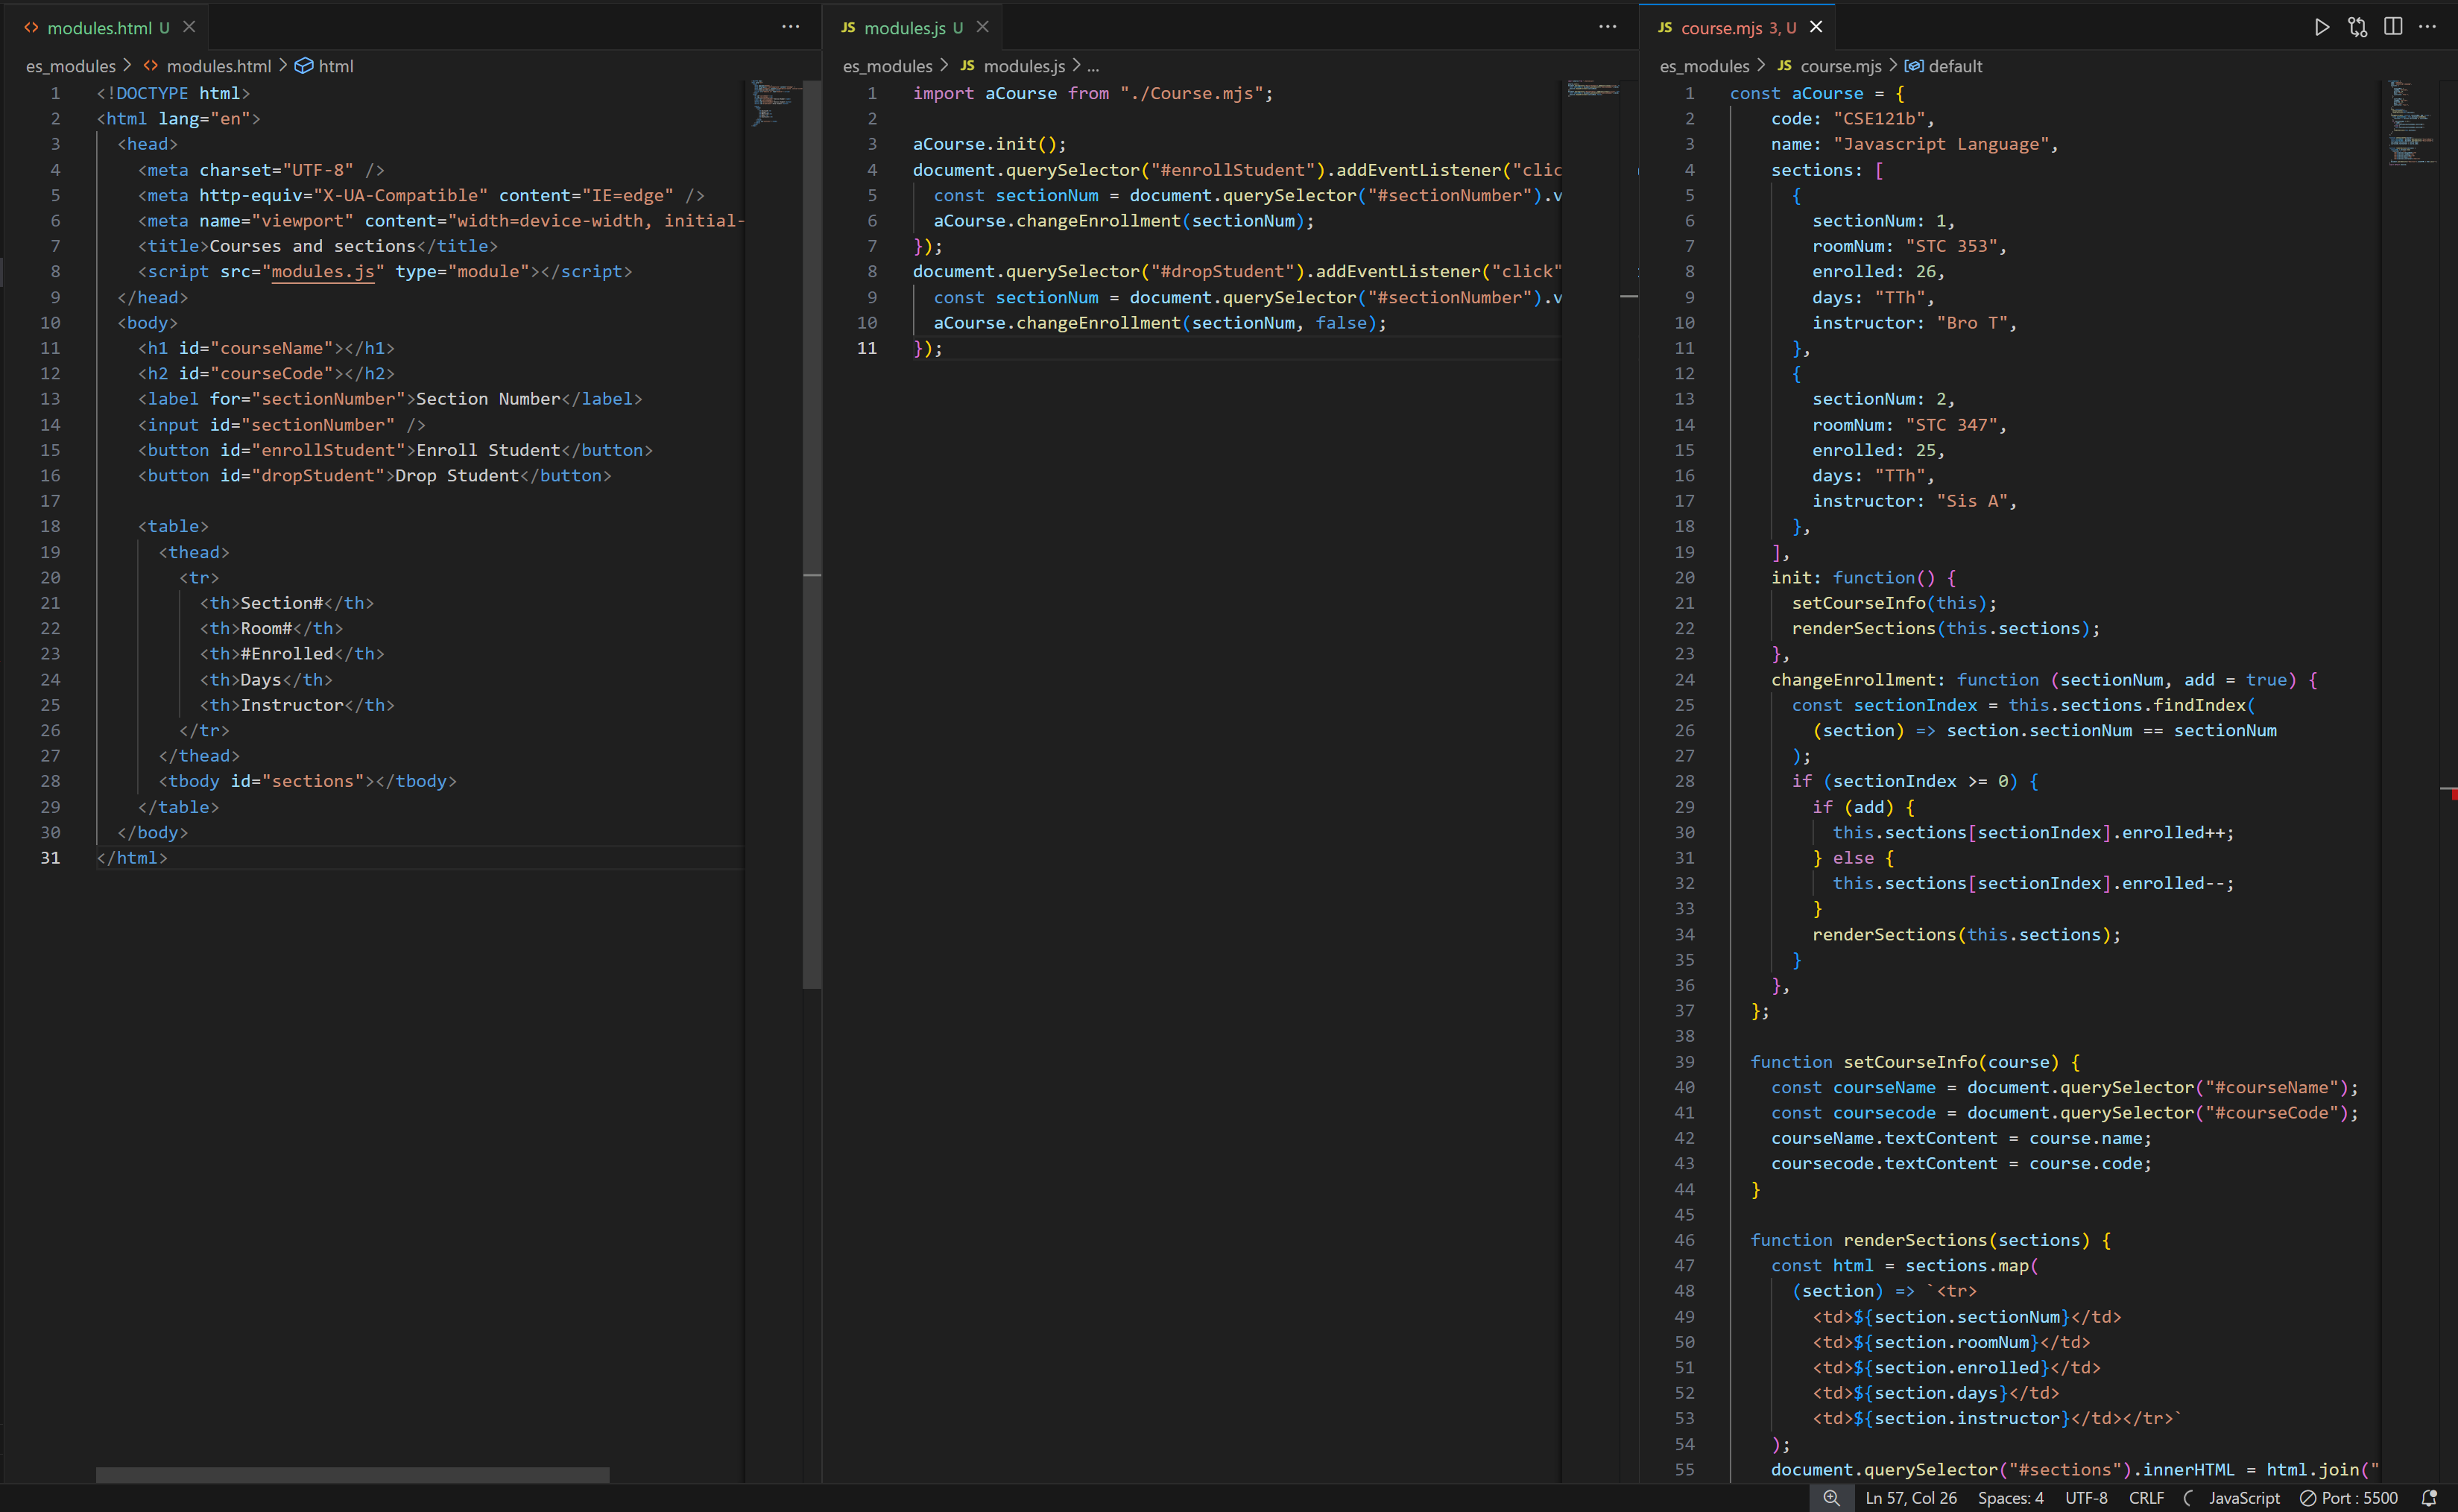 modules.html U
es_modules > modules.html > html
1 <!DOCTYPE html>
2 <html lang="en">
3 <head>
4 <meta charset="UTF-8" />
5 <meta http-equiv="X-UA-Compatible" content="IE=edge" />
6 <meta name="viewport" content="width=device-width, initial-
7 <title>Courses and sections</title>
8 <script src="modules.js" type="module"></script>
9 </head>
10 <body>
11 <h1 id="courseName"></h1>
12 <h2 id="courseCode"></h2>
13 <label for="sectionNumber">Section Number</label>
14 <input id="sectionNumber" />
15 <button id="enrollStudent">Enroll Student</button>
16 <button id="dropStudent">Drop Student</button>
17
18 <table>
19 <thead>
20 <tr>
21 <th>Section#</th>
22 <th>Room#</th>
23 <th>#Enrolled</th>
24 <th>Days</th>
25 <th>Instructor</th>
26 </tr>
27 </thead>
28 <tbody id="sections"></tbody>
29 </table>
30 </body>
31 </html>
JS modules.js U
es_modules > JS modules.js > ...
1 import aCourse from "./Course.mjs";
2
3 aCourse.init();
4 document.querySelector("#enrollStudent").addEventListener("clic
5 const sectionNum = document.querySelector("#sectionNumber").v
6 aCourse.changeEnrollment(sectionNum);
7 });
8 document.querySelector("#dropStudent").addEventListener("click"
9 const sectionNum = document.querySelector("#sectionNumber").v
10 aCourse.changeEnrollment(sectionNum, false);
11 });
JS course.mjs 3, U
es_modules > JS course.mjs > default
1 const aCourse = {
2 code: "CSE121b",
3 name: "Javascript Language",
4 sections: [
5 {
6 sectionNum: 1,
7 roomNum: "STC 353",
8 enrolled: 26,
9 days: "TTh",
10 instructor: "Bro T",
11 },
12 {
13 sectionNum: 2,
14 roomNum: "STC 347",
15 enrolled: 25,
16 days: "TTh",
17 instructor: "Sis A",
18 },
19 ],
20 init: function() {
21 setCourseInfo(this);
22 renderSections(this.sections);
23 },
24 changeEnrollment: function (sectionNum, add = true) {
25 const sectionIndex = this.sections.findIndex(
26 (section) => section.sectionNum == sectionNum
27 );
28 if (sectionIndex >= 0) {
29 if (add) {
30 this.sections[sectionIndex].enrolled++;
31 } else {
32 this.sections[sectionIndex].enrolled--;
33 }
34 renderSections(this.sections);
35 }
36 },
37 };
38
39 function setCourseInfo(course) {
40 const courseName = document.querySelector("#courseName");
41 const coursecode = document.querySelector("#courseCode");
42 courseName.textContent = course.name;
43 coursecode.textContent = course.code;
44 }
45
46 function renderSections(sections) {
47 const html = sections.map(
48 (section) => `<tr>
49 <td>${section.sectionNum}</td>
50 <td>${section.roomNum}</td>
51 <td>${section.enrolled}</td>
52 <td>${section.days}</td>
53 <td>${section.instructor}</td></tr>`
54 );
55 document.querySelector("#sections").innerHTML = html.join("
Ln 57, Col 26 Spaces: 4 UTF-8 CRLF JavaScript Port : 5500